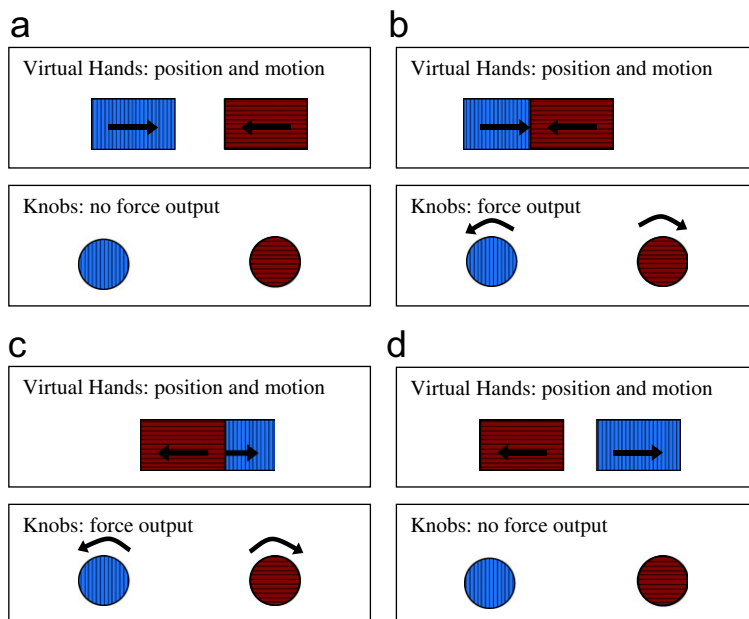 a
Virtual Hands: position and motion
Knobs: no force output
b
Virtual Hands: position and motion
Knobs: force output
c
Virtual Hands: position and motion
Knobs: force output
d
Virtual Hands: position and motion
Knobs: no force output